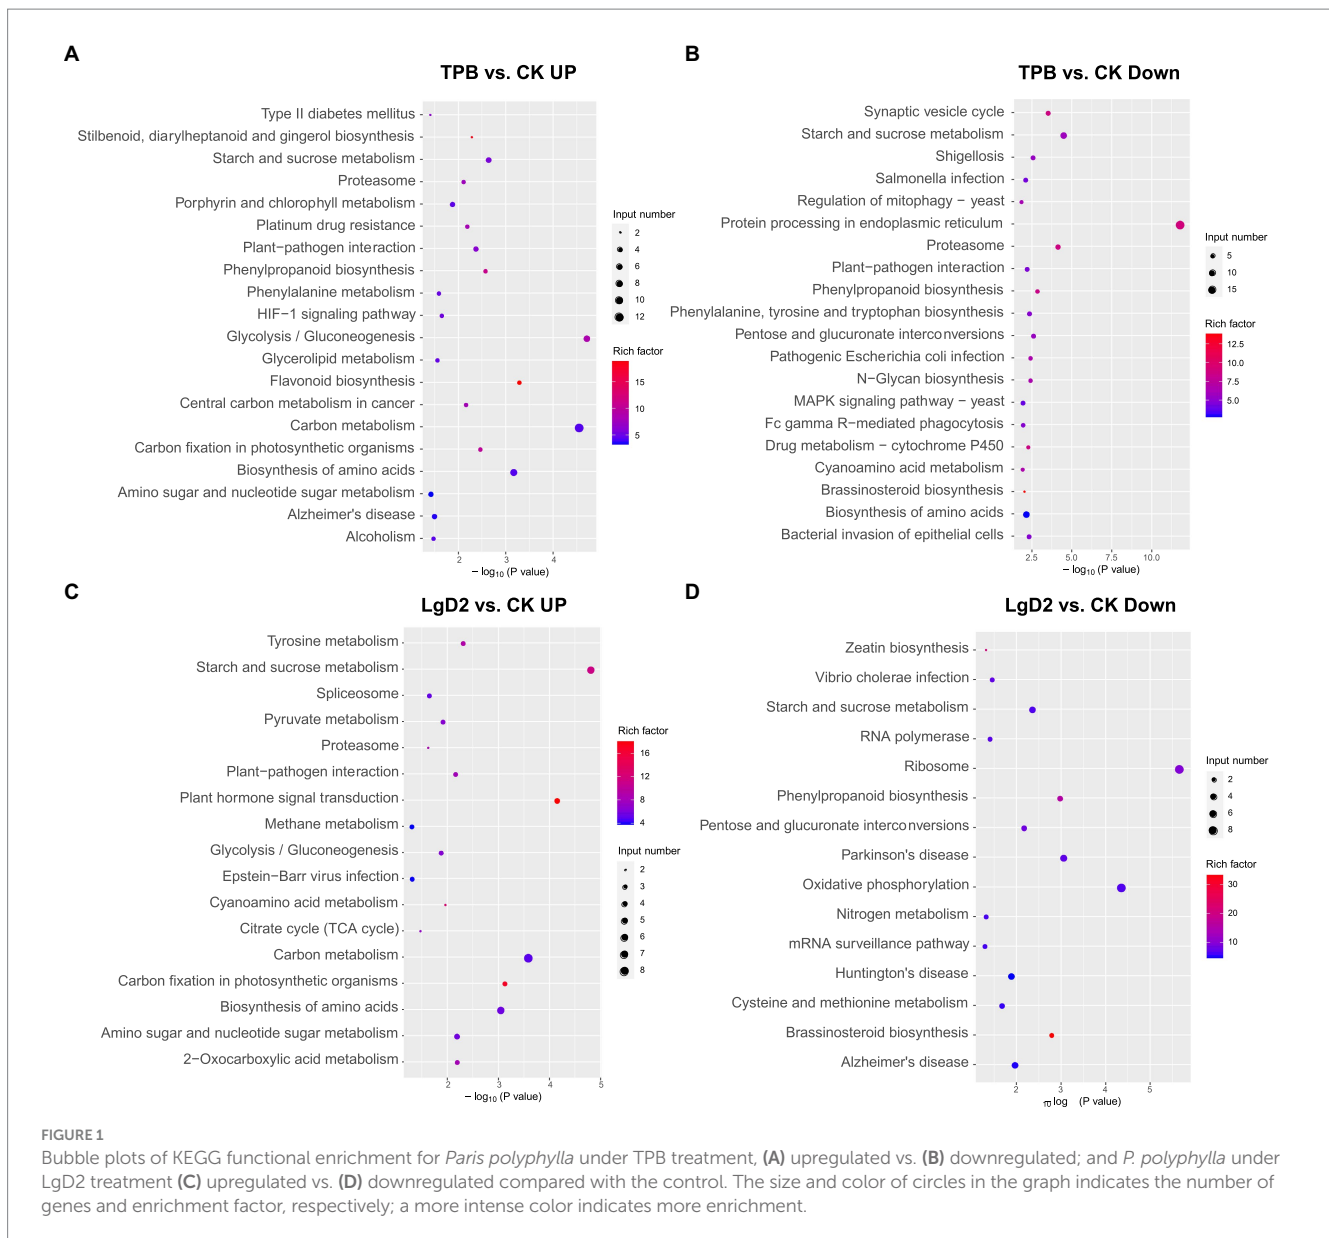 A
TPB vs. CK UP
Type II diabetes mellitus
Stilbenoid, diarylheptanoid and gingerol biosynthesis
Starch and sucrose metabolism
Proteasome
Porphyrin and chlorophyll metabolism
Platinum drug resistance
Plant−pathogen interaction
Phenylpropanoid biosynthesis
Phenylalanine metabolism
HIF−1 signaling pathway
Glycolysis / Gluconeogenesis
Glycerolipid metabolism
Flavonoid biosynthesis
Central carbon metabolism in cancer
Carbon metabolism
Carbon fixation in photosynthetic organisms
Biosynthesis of amino acids
Amino sugar and nucleotide sugar metabolism
Alzheimer's disease
Alcoholism
2 3 4
− log10 (P value)
Input number
2
4
6
8
10
12
Rich factor
15
10
5
B
TPB vs. CK Down
Synaptic vesicle cycle
Starch and sucrose metabolism
Shigellosis
Salmonella infection
Regulation of mitophagy − yeast
Protein processing in endoplasmic reticulum
Proteasome
Plant−pathogen interaction
Phenylpropanoid biosynthesis
Phenylalanine, tyrosine and tryptophan biosynthesis
Pentose and glucuronate interconversions
Pathogenic Escherichia coli infection
N−Glycan biosynthesis
MAPK signaling pathway − yeast
Fc gamma R−mediated phagocytosis
Drug metabolism − cytochrome P450
Cyanoamino acid metabolism
Brassinosteroid biosynthesis
Biosynthesis of amino acids
Bacterial invasion of epithelial cells
2.5 5.0 7.5 10.0
− log10 (P value)
Input number
5
10
15
Rich factor
12.5
10.0
7.5
5.0
C
LgD2 vs. CK UP
Tyrosine metabolism
Starch and sucrose metabolism
Spliceosome
Pyruvate metabolism
Proteasome
Plant−pathogen interaction
Plant hormone signal transduction
Methane metabolism
Glycolysis / Gluconeogenesis
Epstein−Barr virus infection
Cyanoamino acid metabolism
Citrate cycle (TCA cycle)
Carbon metabolism
Carbon fixation in photosynthetic organisms
Biosynthesis of amino acids
Amino sugar and nucleotide sugar metabolism
2−Oxocarboxylic acid metabolism
2 3 4 5
− log10 (P value)
Rich factor
16
12
8
4
Input number
2
3
4
5
6
7
8
D
LgD2 vs. CK Down
Zeatin biosynthesis
Vibrio cholerae infection
Starch and sucrose metabolism
RNA polymerase
Ribosome
Phenylpropanoid biosynthesis
Pentose and glucuronate interconversions
Parkinson's disease
Oxidative phosphorylation
Nitrogen metabolism
mRNA surveillance pathway
Huntington's disease
Cysteine and methionine metabolism
Brassinosteroid biosynthesis
Alzheimer's disease
2 3 4 5
log (P value)
Input number
2
4
6
8
Rich factor
30
20
10
FIGURE 1
Bubble plots of KEGG functional enrichment for Paris polyphylla under TPB treatment, (A) upregulated vs. (B) downregulated; and P. polyphylla under
LgD2 treatment (C) upregulated vs. (D) downregulated compared with the control. The size and color of circles in the graph indicates the number of
genes and enrichment factor, respectively; a more intense color indicates more enrichment.